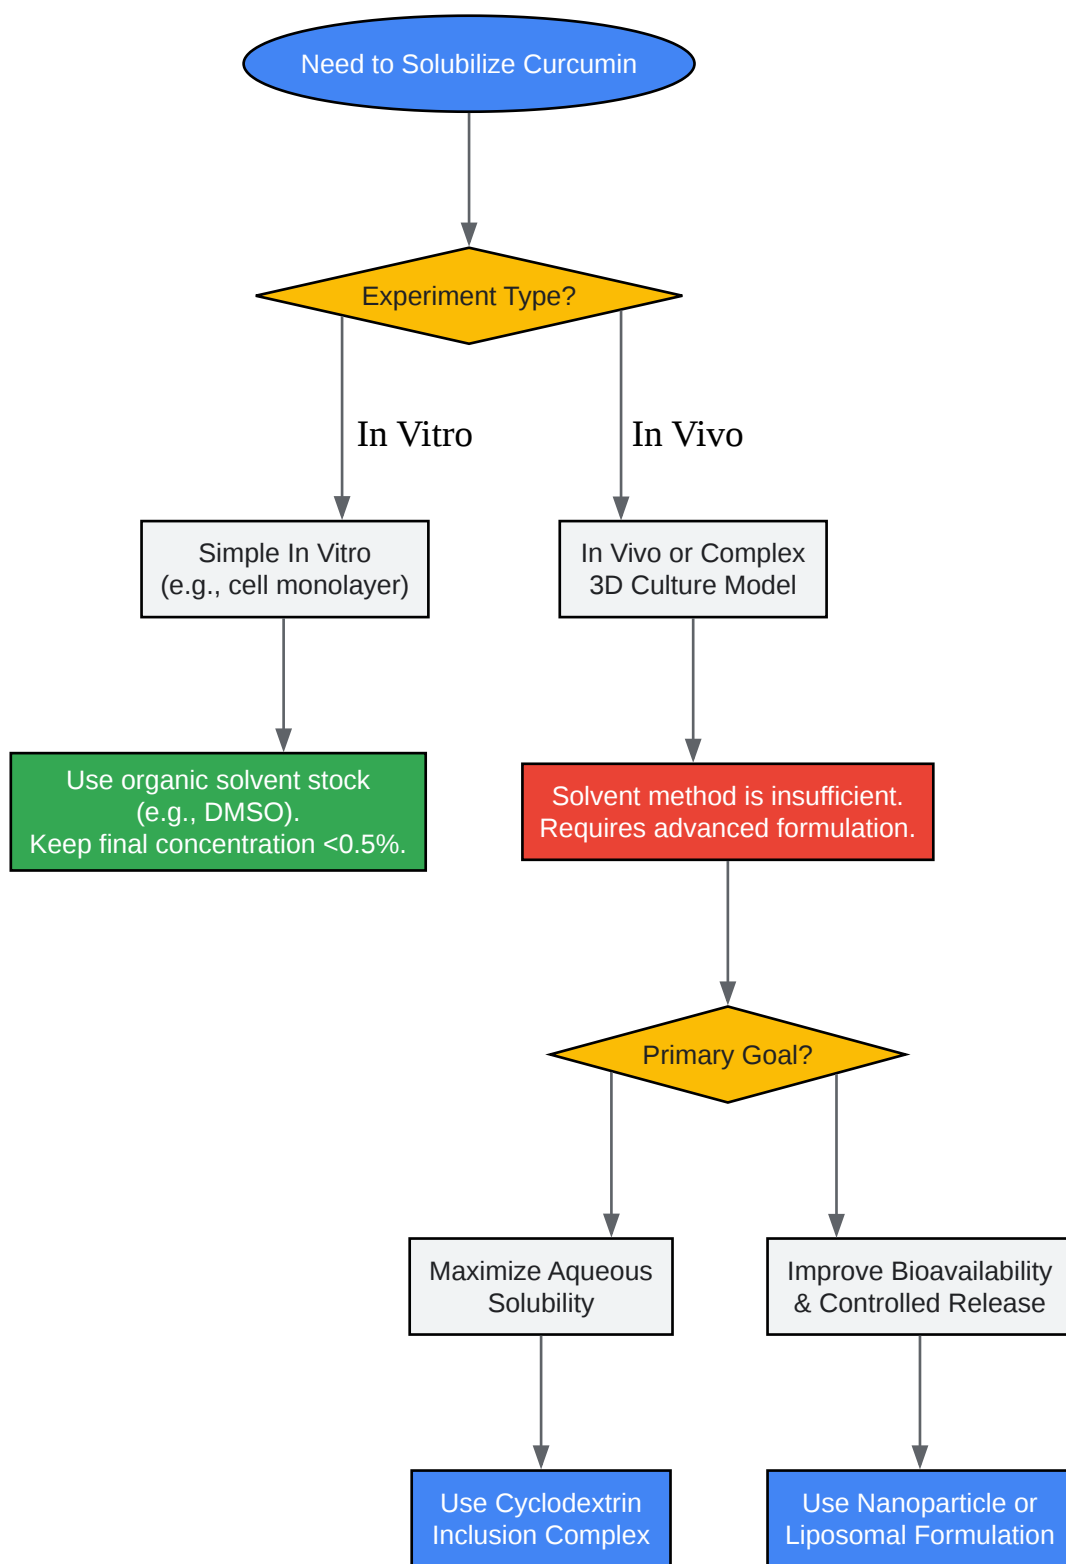 Need to Solubilize Curcumin
Experiment Type?
In Vitro
In Vivo
Simple In Vitro
(e.g., cell monolayer)
In Vivo or Complex
3D Culture Model
Use organic solvent stock
(e.g., DMSO).
Keep final concentration <0.5%.
Solvent method is insufficient.
Requires advanced formulation.
Primary Goal?
Maximize Aqueous
Solubility
Improve Bioavailability
& Controlled Release
Use Cyclodextrin
Inclusion Complex
Use Nanoparticle or
Liposomal Formulation